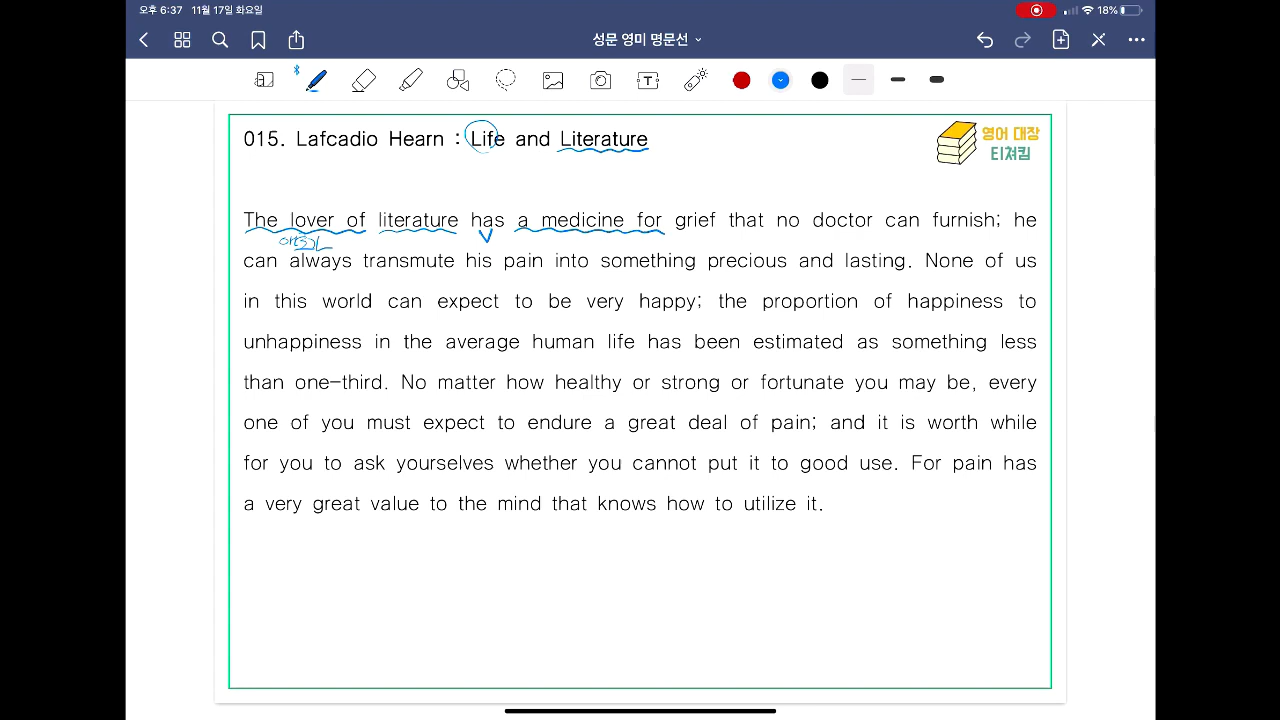 오후 6:37 11월 17일 화요일
18%
성문 영미 명문선
T
015. Lafcadio Hearn : Life and Literature
영어 대장
티쳐킴
The lover of literature has a medicine for grief that no doctor can furnish; he
V
can always transmute his pain into something precious and lasting. None of us
in this world can expect to be very happy; the proportion of happiness to
unhappiness in the average human life has been estimated as something less
than one-third. No matter how healthy or strong or fortunate you may be, every
one of you must expect to endure a great deal of pain; and it is worth while
for you to ask yourselves whether you cannot put it to good use. For pain has
a very great value to the mind that knows how to utilize it.